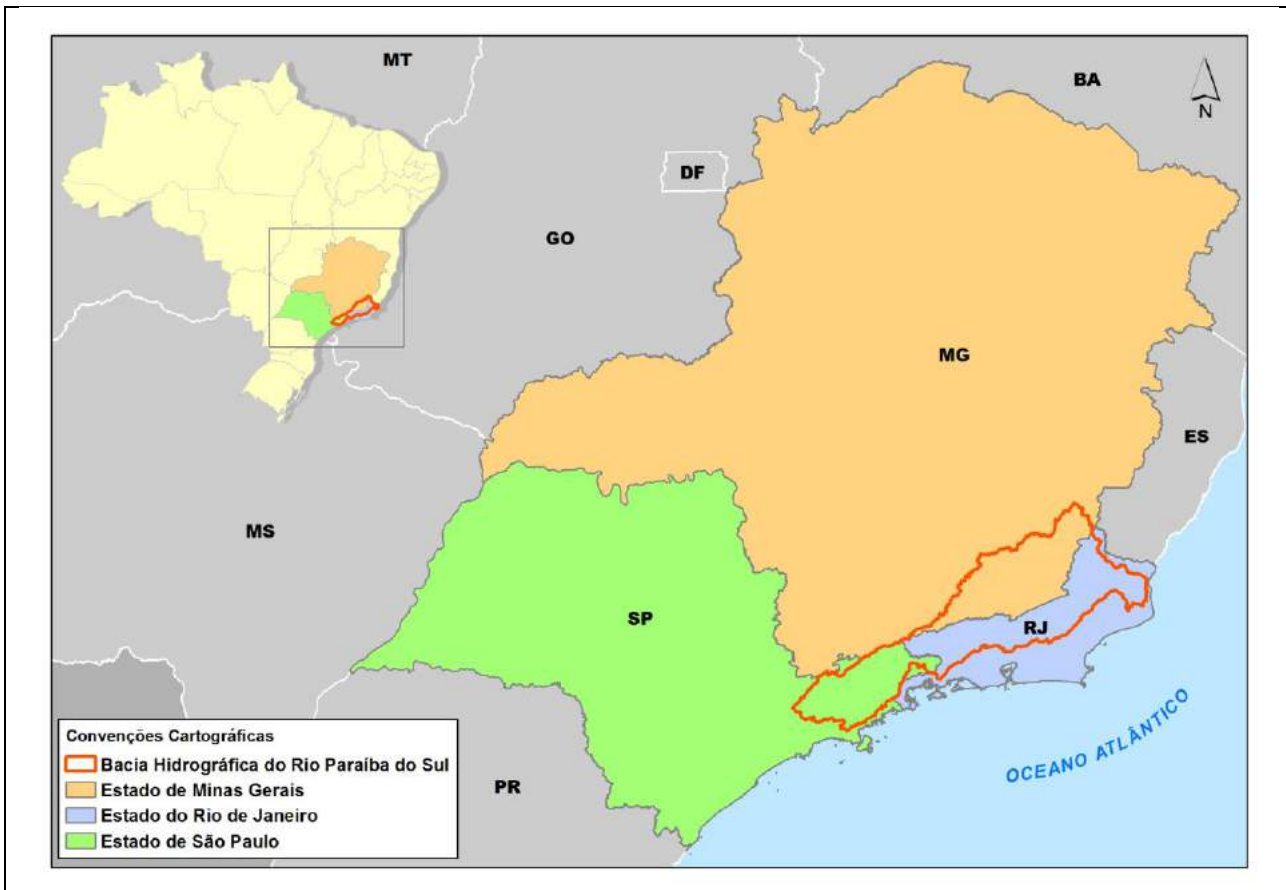 MT
BA
N
DF
GO
MG
ES
MS
SP
RJ
OCEANO ATLÂNTICO
PR
Convenções Cartográficas
Bacia Hidrográfica do Rio Paraíba do Sul
Estado de Minas Gerais
Estado do Rio de Janeiro
Estado de São Paulo